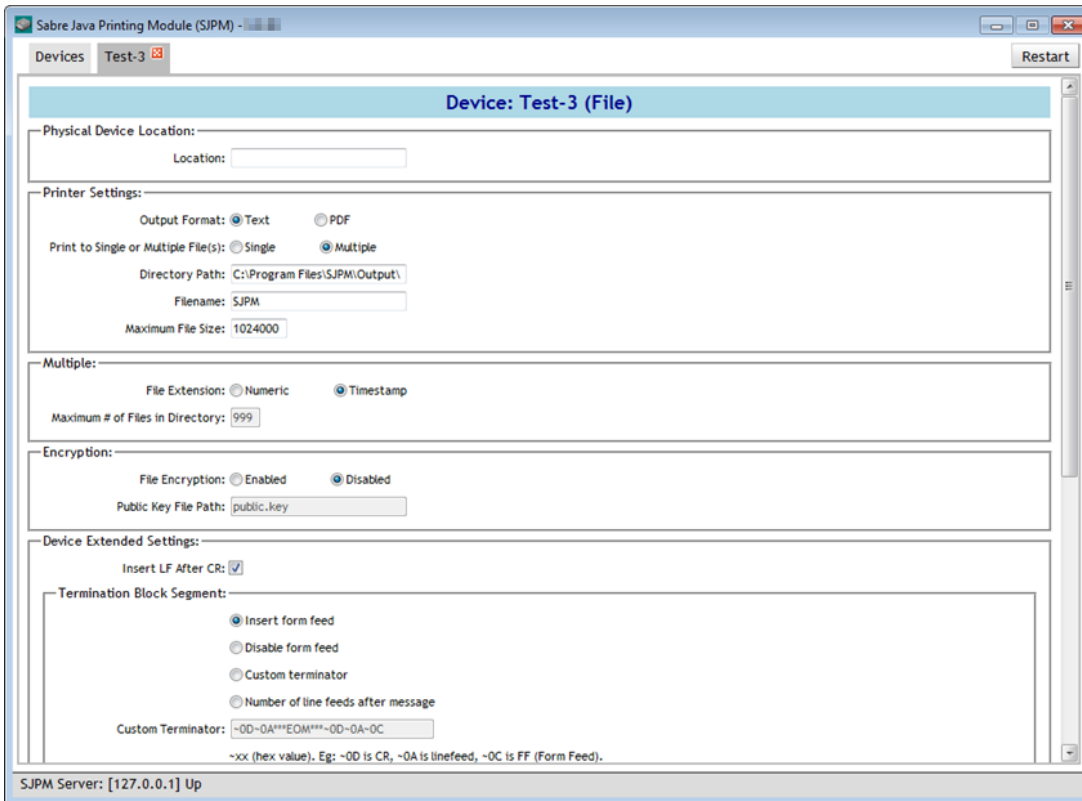 Sabre Java Printing Module (SJPM) -
Devices Test-3 Restart
Device: Test-3 (File)
Physical Device Location:
Location:
Printer Settings:
Output Format: Text PDF
Print to Single or Multiple File(s): Single Multiple
Directory Path: C:\Program Files\SJPM\Output\
Filename: SJPM
Maximum File Size: 1024000
Multiple:
File Extension: Numeric Timestamp
Maximum # of Files in Directory: 999
Encryption:
File Encryption: Enabled Disabled
Public Key File Path: public.key
Device Extended Settings:
Insert LF After CR:
Termination Block Segment:
Insert form feed
Disable form feed
Custom terminator
Number of line feeds after message
Custom Terminator: ~0D~0A***EOM***~0D~0A~0C
~xx (hex value). Eg: ~0D is CR, ~0A is linefeed, ~0C is FF (Form Feed).
SJPM Server: [127.0.0.1] Up